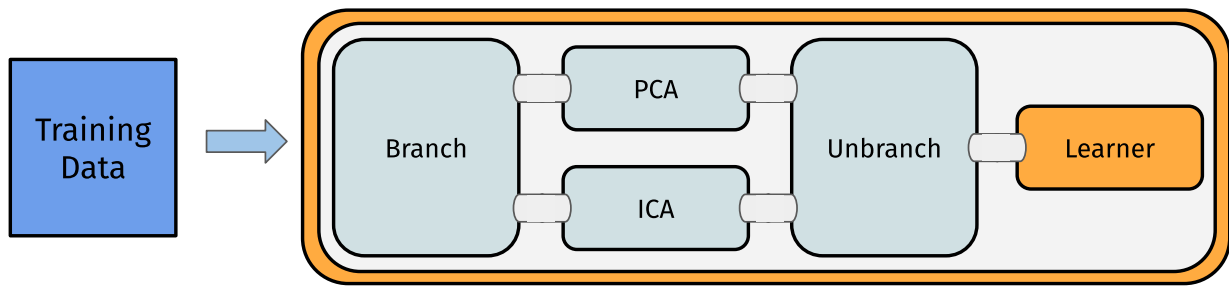 Training
Data
Branch
PCA
ICA
Unbranch
Learner